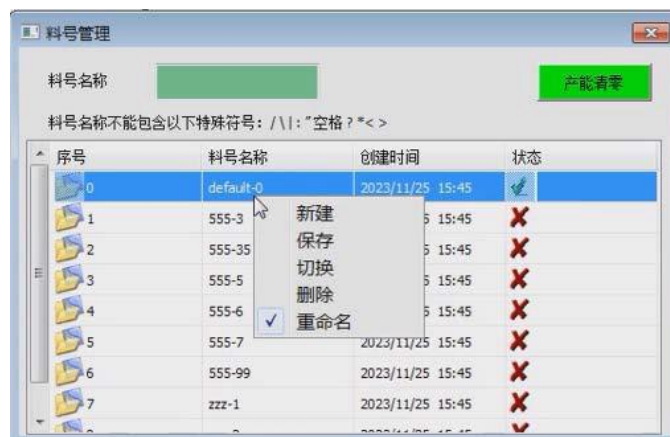 料号管理
料号名称
产能清零
料号名称不能包含以下特殊符号：/\|:"空格?*<>
序号 料号名称 创建时间 状态
0 default-0 2023/11/25 15:45
1 555-3 5 15:45
2 555-35 5 15:45
3 555-5 5 15:45
4 555-6 5 15:45
5 555-7 2023/11/25 15:45
6 555-99 2023/11/25 15:45
7 zzz-1 2023/11/25 15:45
新建
保存
切换
删除
重命名